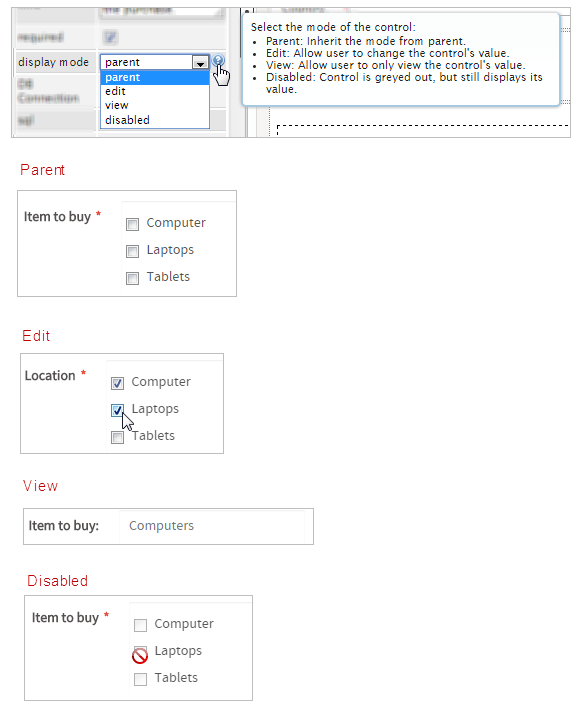 the purchase
required
Select the mode of the control:
• Parent: Inherit the mode from parent.
• Edit: Allow user to change the control's value.
• View: Allow user to only view the control's value.
• Disabled: Control is greyed out, but still displays its
value.
display mode
parent
parent
edit
view
disabled
DB
Connection
sql
Parent
Item to buy *
Computer
Laptops
Tablets
Edit
Location *
Computer
Laptops
Tablets
View
Item to buy:
Computers
Disabled
Item to buy *
Computer
Laptops
Tablets